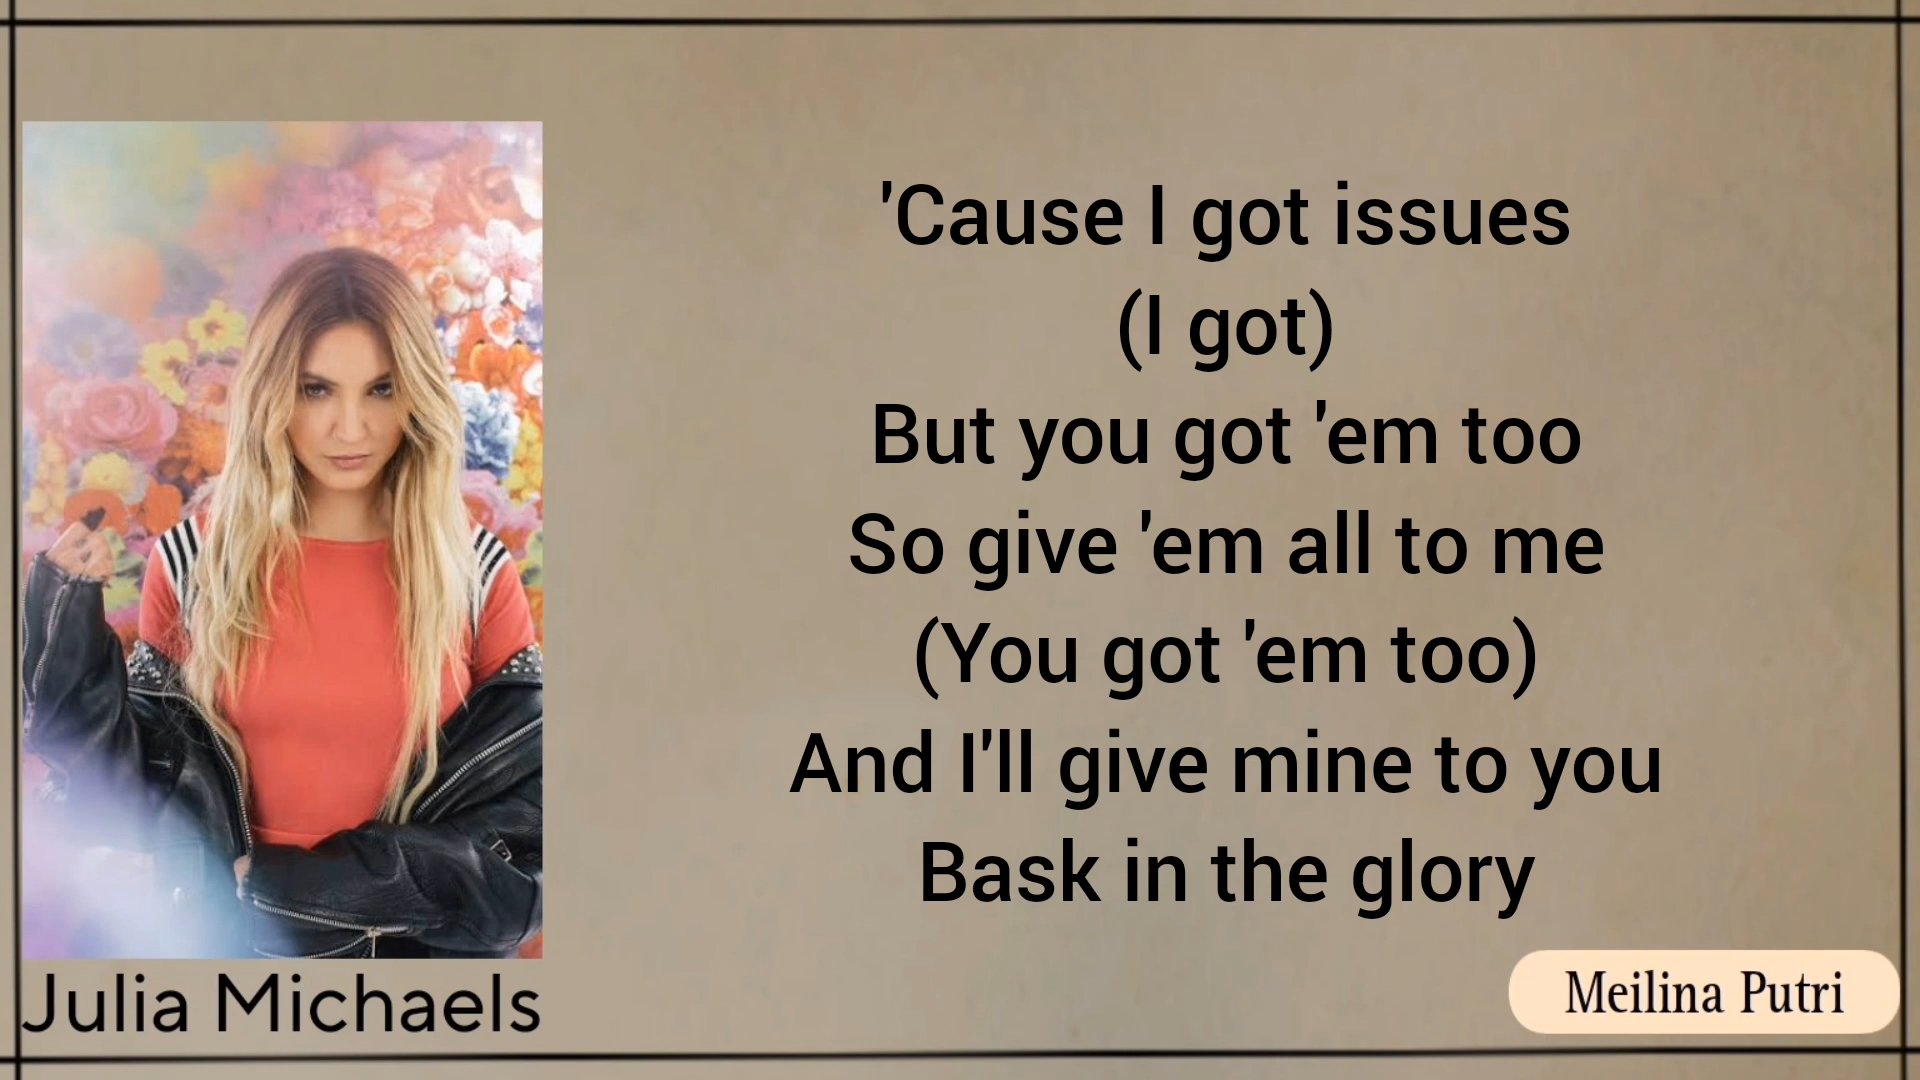 'Cause I got issues
(I got)
But you got 'em too
So give 'em all to me
(You got 'em too)
And I'll give mine to you
Bask in the glory
Julia Michaels
Meilina Putri